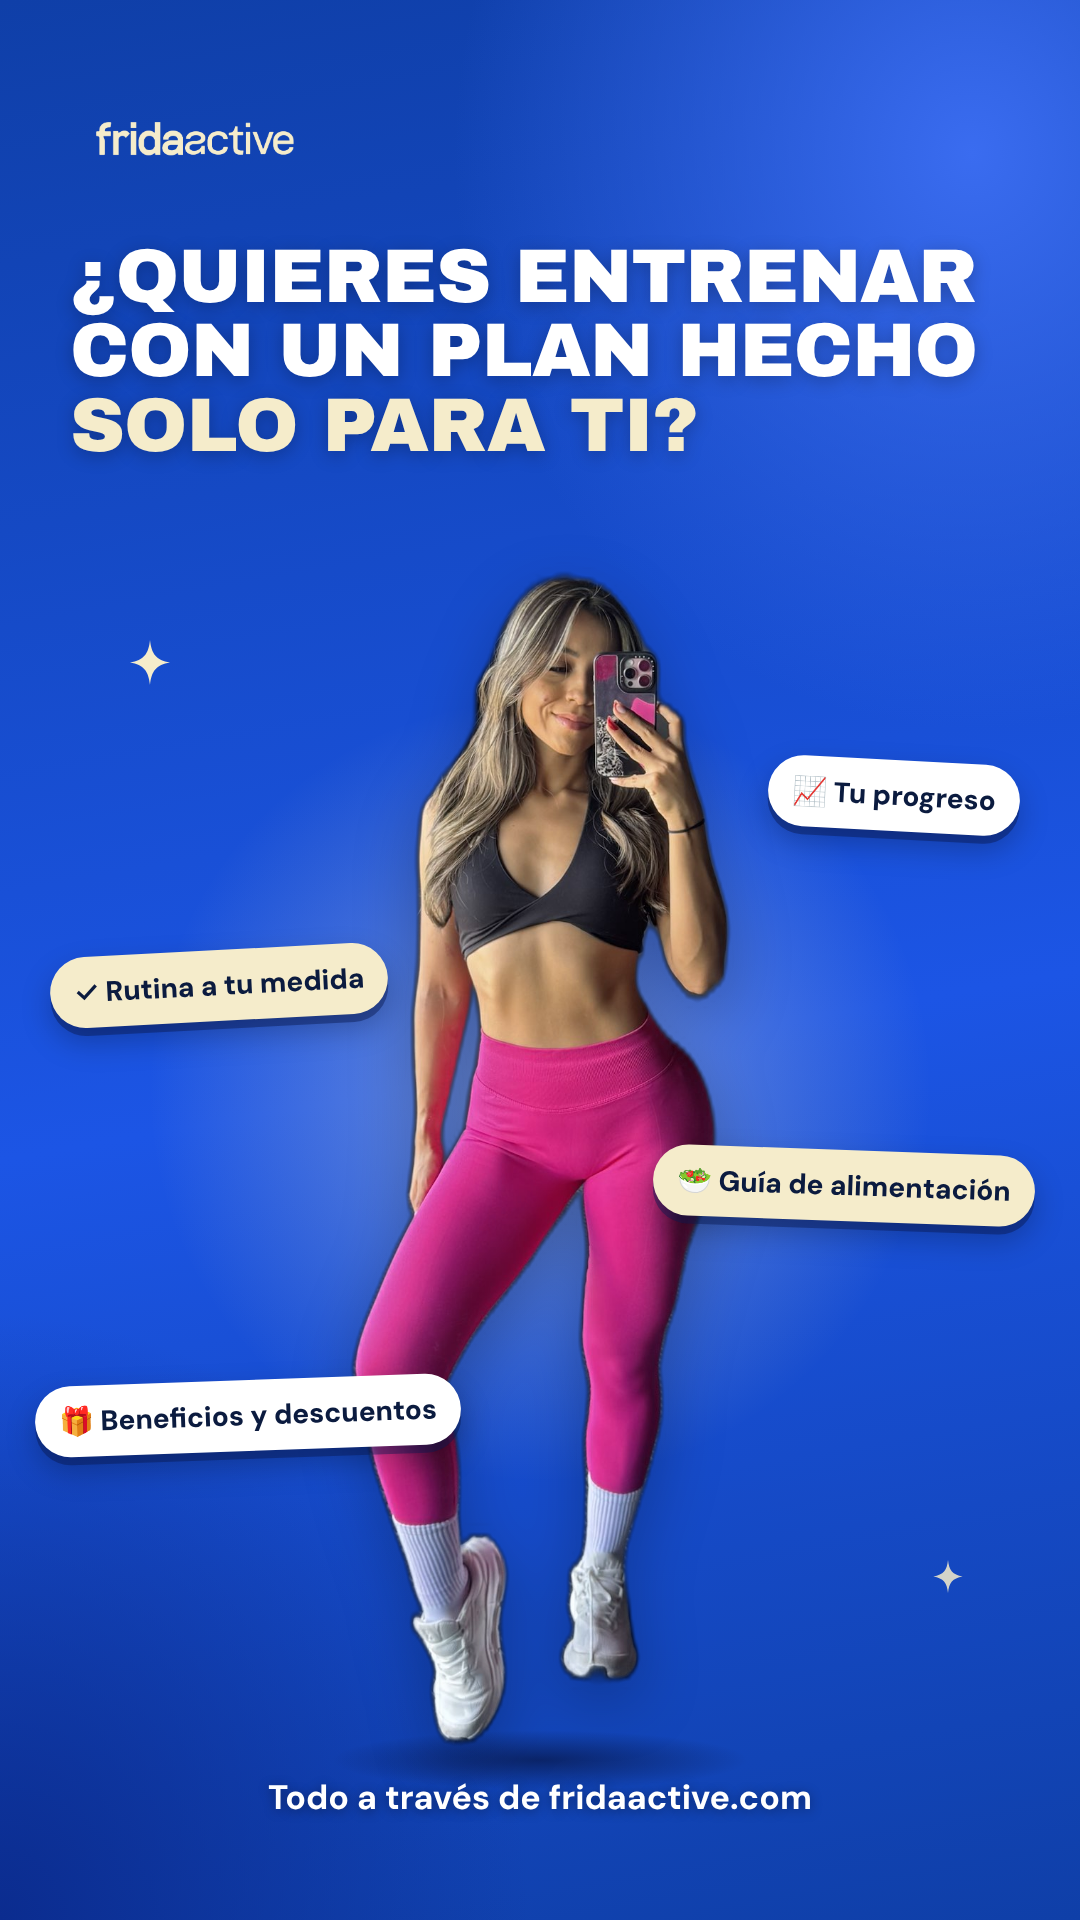 fridaactive
¿QUIERES ENTRENAR
CON UN PLAN HECHO
SOLO PARA TI?
📈 Tu progreso
✓ Rutina a tu medida
🥗 Guía de alimentación
🎁 Beneficios y descuentos
Todo a través de fridaactive.com